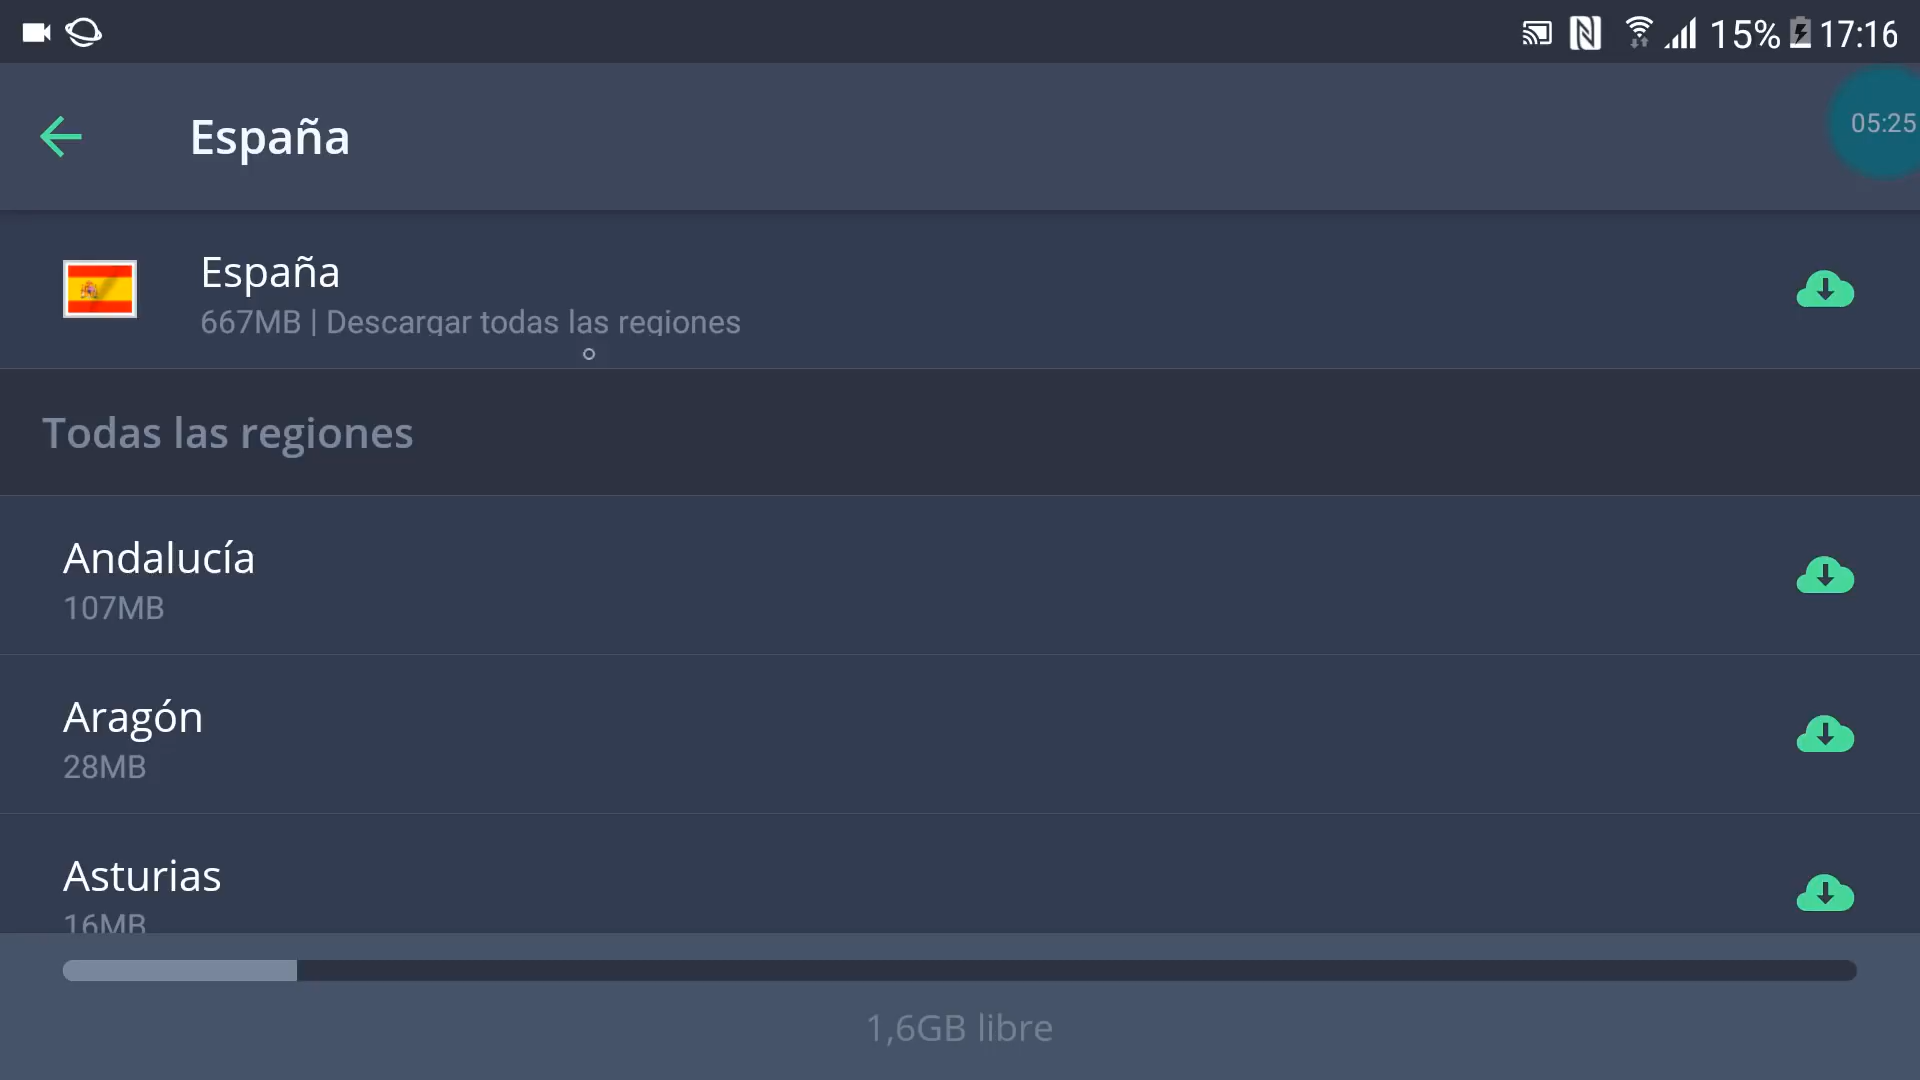 15% 17:16
España
05:25
España
667MB | Descargar todas las regiones
Todas las regiones
Andalucía
107MB
Aragón
28MB
Asturias
16MB
1,6GB libre